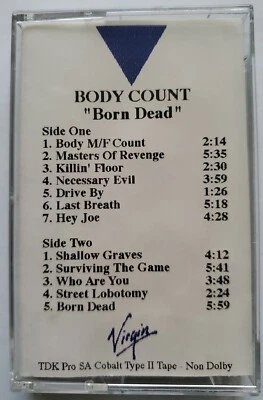 BODY COUNT
"Born Dead"
Side One
1. Body M/F Count 2:14
2. Masters Of Revenge 5:35
3. Killin' Floor 2:30
4. Necessary Evil 3:59
5. Drive By 1:26
6. Last Breath 5:18
7. Hey Joe 4:28
Side Two
1. Shallow Graves 4:12
2. Surviving The Game 5:41
3. Who Are You 3:48
4. Street Lobotomy 2:24
5. Born Dead 5:59
Virgin
TDK Pro SA Cobalt Type II Tape - Non Dolby